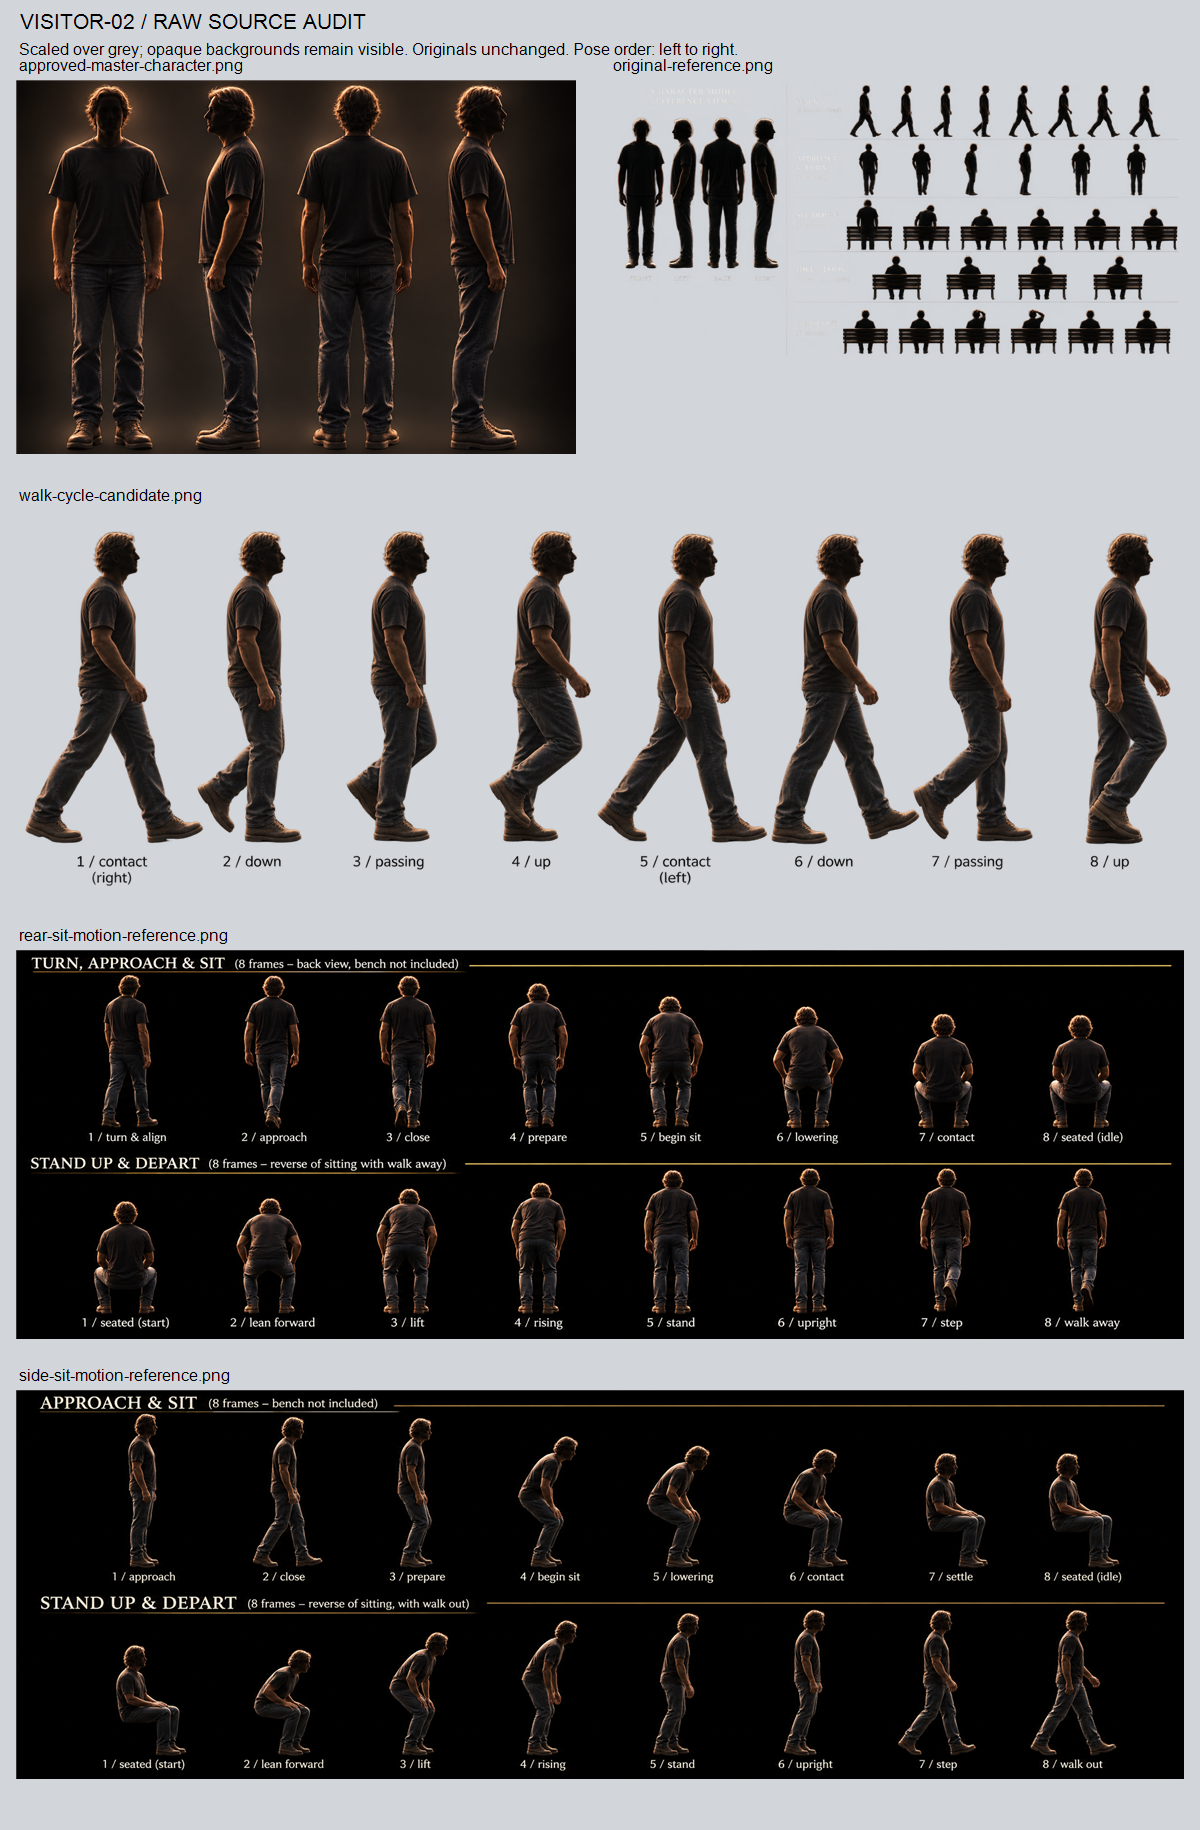 VISITOR-02 / RAW SOURCE AUDIT
Scaled over grey; opaque backgrounds remain visible. Originals unchanged. Pose order: left to right.
approved-master-character.png
original-reference.png
walk-cycle-candidate.png
1 / contact (right)
2 / down
3 / passing
4 / up
5 / contact (left)
6 / down
7 / passing
8 / up
rear-sit-motion-reference.png
TURN, APPROACH & SIT (8 frames – back view, bench not included)
1 / turn & align
2 / approach
3 / close
4 / prepare
5 / begin sit
6 / lowering
7 / contact
8 / seated (idle)
STAND UP & DEPART (8 frames – reverse of sitting with walk away)
1 / seated (start)
2 / lean forward
3 / lift
4 / rising
5 / stand
6 / upright
7 / step
8 / walk away
side-sit-motion-reference.png
APPROACH & SIT (8 frames – bench not included)
1 / approach
2 / close
3 / prepare
4 / begin sit
5 / lowering
6 / contact
7 / settle
8 / seated (idle)
STAND UP & DEPART (8 frames – reverse of sitting, with walk out)
1 / seated (start)
2 / lean forward
3 / lift
4 / rising
5 / stand
6 / upright
7 / step
8 / walk out